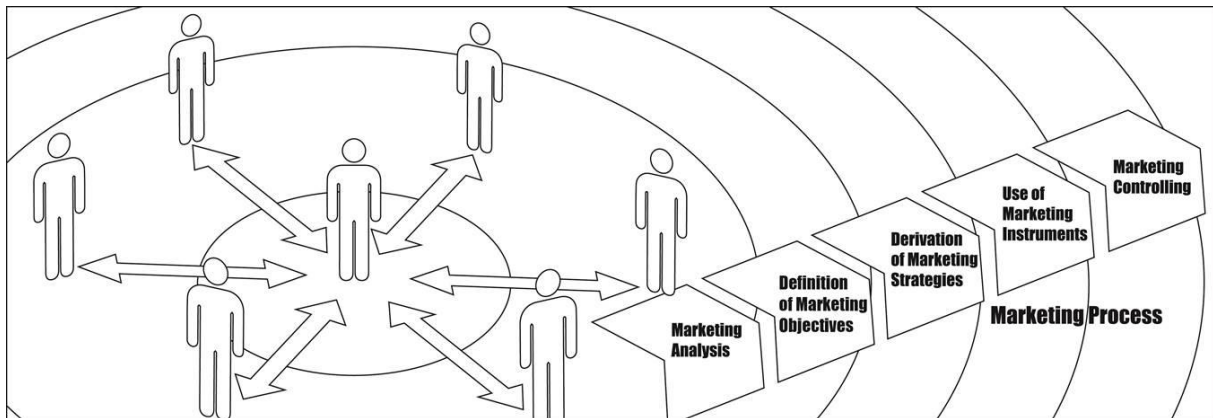 Marketing
Analysis
Definition
of Marketing
Objectives
Derivation
of Marketing
Strategies
Use of
Marketing
Instruments
Marketing
Controlling
Marketing Process